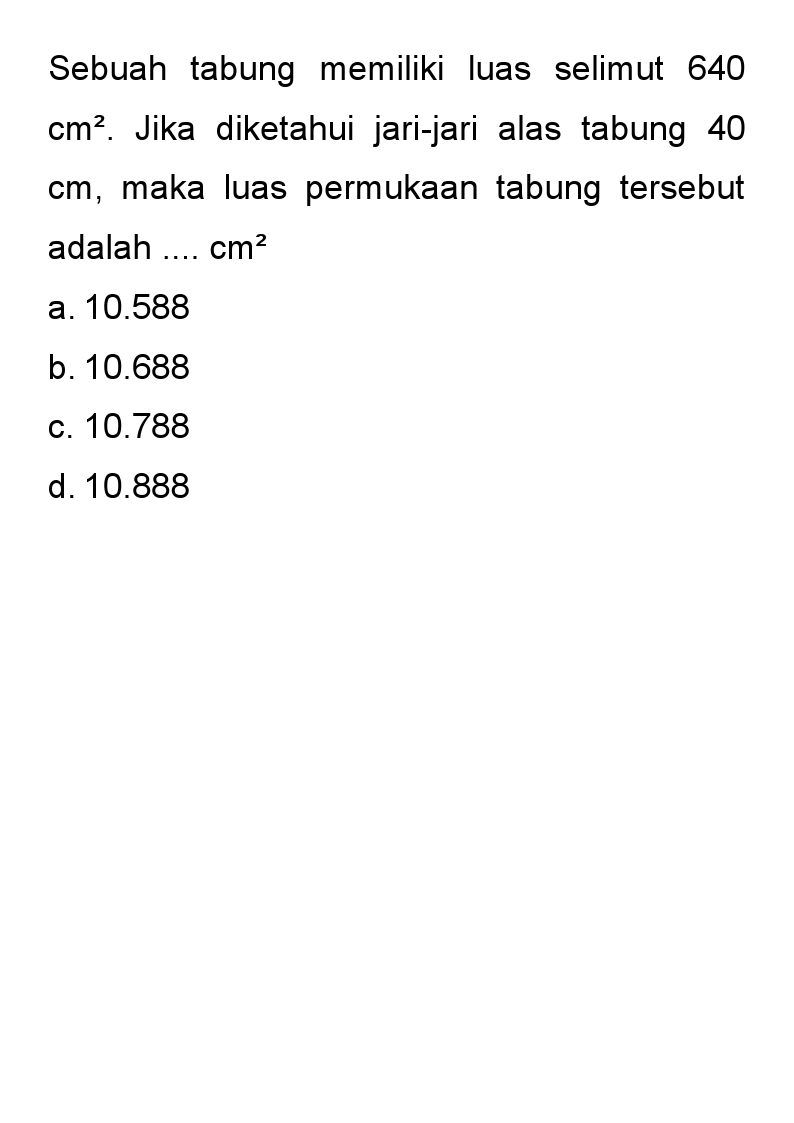 Sebuah tabung memiliki luas selimut 640
cm². Jika diketahui jari-jari alas tabung 40
cm, maka luas permukaan tabung tersebut
adalah .... cm²
a. 10.588
b. 10.688
c. 10.788
d. 10.888